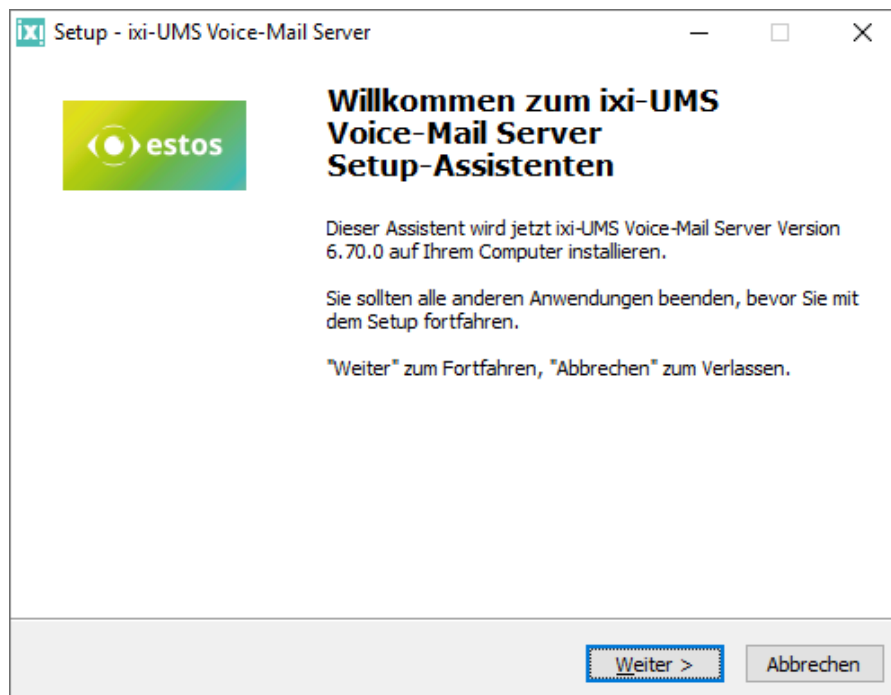 ixi Setup - ixi-UMS Voice-Mail Server
estos
Willkommen zum ixi-UMS
Voice-Mail Server
Setup-Assistenten
Dieser Assistent wird jetzt ixi-UMS Voice-Mail Server Version
6.70.0 auf Ihrem Computer installieren.
Sie sollten alle anderen Anwendungen beenden, bevor Sie mit
dem Setup fortfahren.
"Weiter" zum Fortfahren, "Abbrechen" zum Verlassen.
Weiter >
Abbrechen